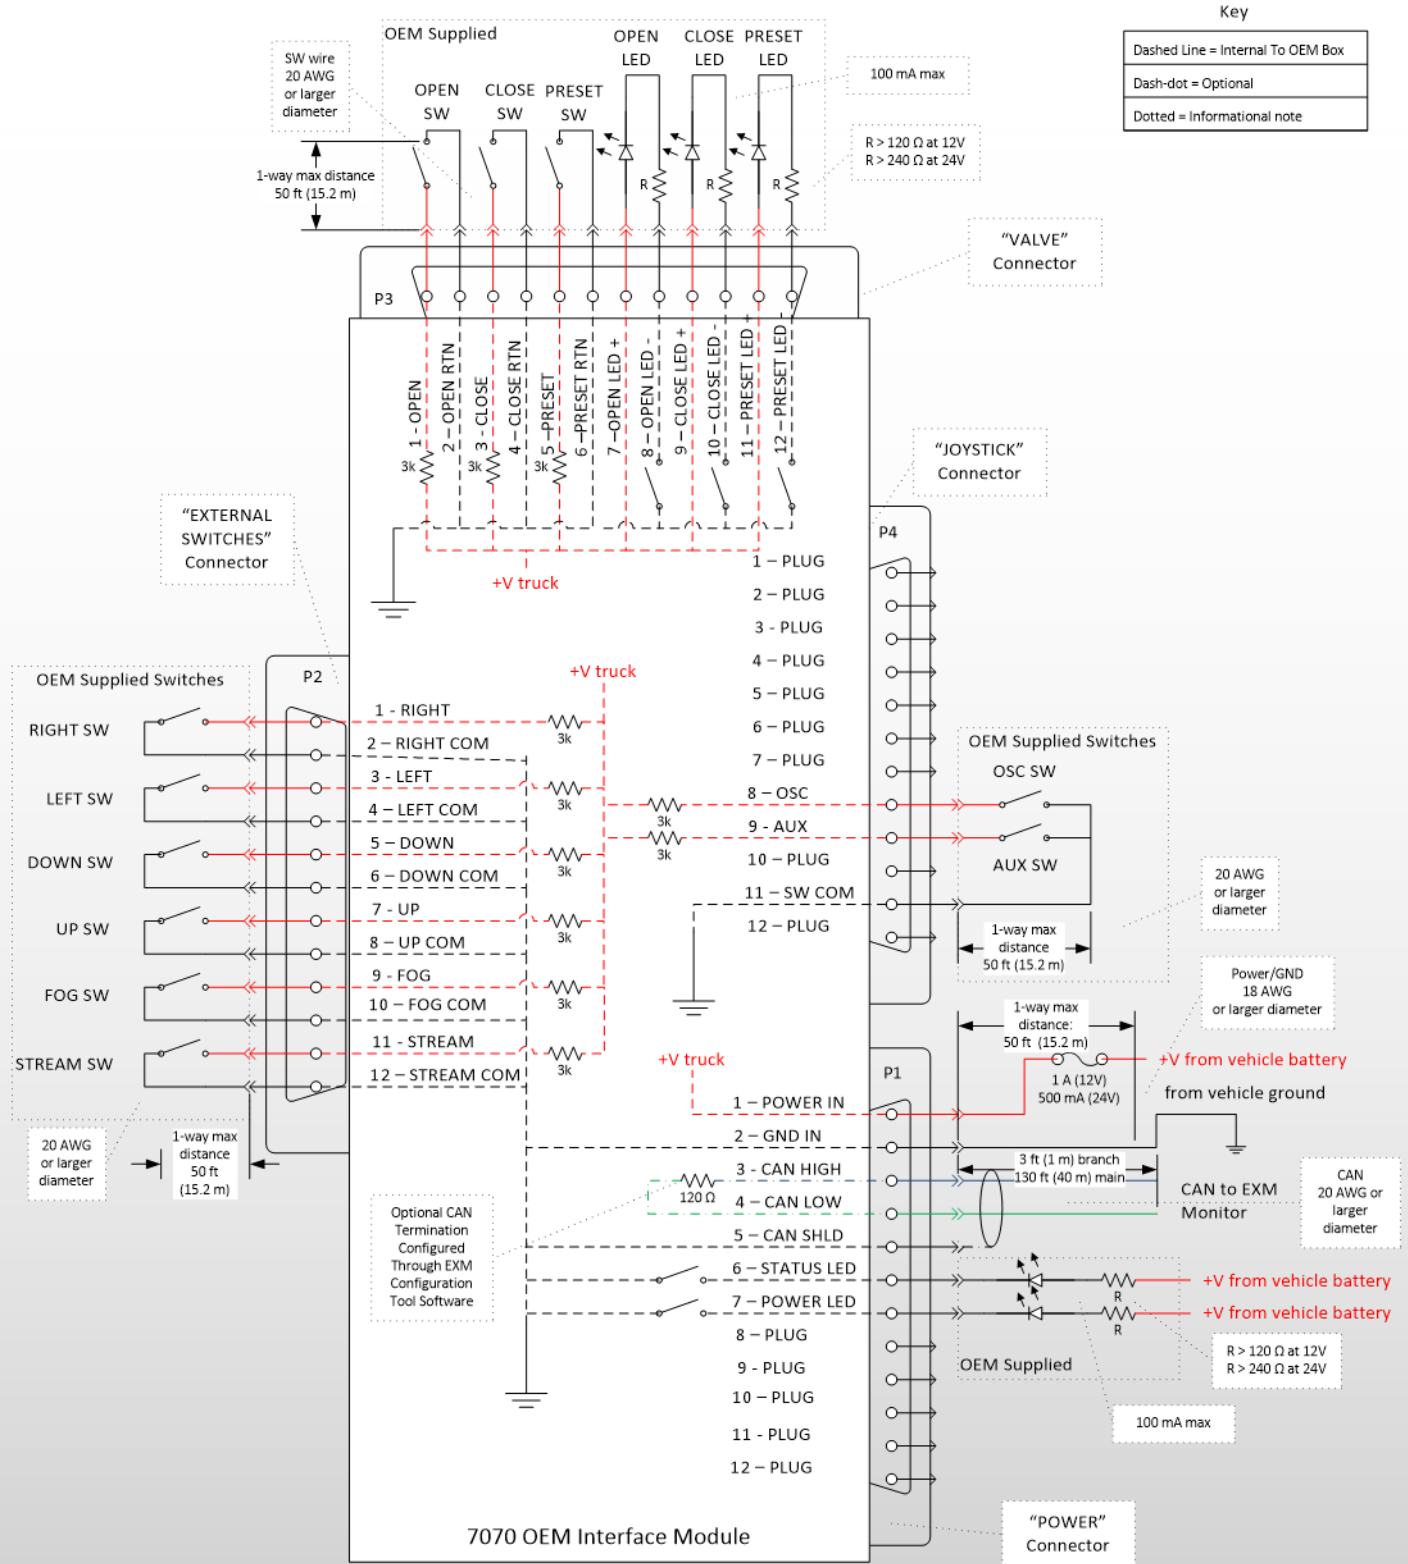 Key
Dashed Line = Internal To OEM Box
Dash-dot = Optional
Dotted = Informational note
OEM Supplied
OPEN
LED
CLOSE
LED
PRESET
LED
SW wire
20 AWG
or larger
diameter
OPEN
SW
CLOSE
SW
PRESET
SW
100 mA max
R > 120 Ω at 12V
R > 240 Ω at 24V
1-way max distance
50 ft (15.2 m)
R
R
R
"VALVE"
Connector
P3
1 - OPEN
2 – OPEN RTN
3 - CLOSE
4 – CLOSE RTN
5 –PRESET
6 –PRESET RTN
7 –OPEN LED +
8 – OPEN LED -
9 – CLOSE LED +
10 – CLOSE LED -
11 – PRESET LED +
12 – PRESET LED -
3k
3k
3k
+V truck
"JOYSTICK"
Connector
P4
1 – PLUG
2 – PLUG
3 - PLUG
4 – PLUG
5 – PLUG
6 – PLUG
7 – PLUG
8 – OSC
9 - AUX
10 – PLUG
11 – SW COM
12 – PLUG
3k
3k
OEM Supplied Switches
OSC SW
AUX SW
1-way max
distance
50 ft (15.2 m)
20 AWG
or larger
diameter
"EXTERNAL
SWITCHES"
Connector
P2
OEM Supplied Switches
RIGHT SW
LEFT SW
DOWN SW
UP SW
FOG SW
STREAM SW
+V truck
1 - RIGHT
2 – RIGHT COM
3 - LEFT
4 – LEFT COM
5 – DOWN
6 – DOWN COM
7 - UP
8 – UP COM
9 - FOG
10 – FOG COM
11 - STREAM
12 – STREAM COM
3k
3k
3k
3k
3k
3k
20 AWG
or larger
diameter
1-way max
distance
50 ft
(15.2 m)
Power/GND
18 AWG
or larger diameter
1-way max
distance:
50 ft (15.2 m)
+V from vehicle battery
1 A (12V)
500 mA (24V)
from vehicle ground
+V truck
P1
1 – POWER IN
2 – GND IN
3 - CAN HIGH
4 – CAN LOW
5 – CAN SHLD
6 – STATUS LED
7 – POWER LED
8 – PLUG
9 - PLUG
10 – PLUG
11 - PLUG
12 – PLUG
120 Ω
3 ft (1 m) branch
130 ft (40 m) main
CAN to EXM
Monitor
CAN
20 AWG or
larger
diameter
Optional CAN
Termination
Configured
Through EXM
Configuration
Tool Software
+V from vehicle battery
R
+V from vehicle battery
R
OEM Supplied
R > 120 Ω at 12V
R > 240 Ω at 24V
100 mA max
7070 OEM Interface Module
"POWER"
Connector